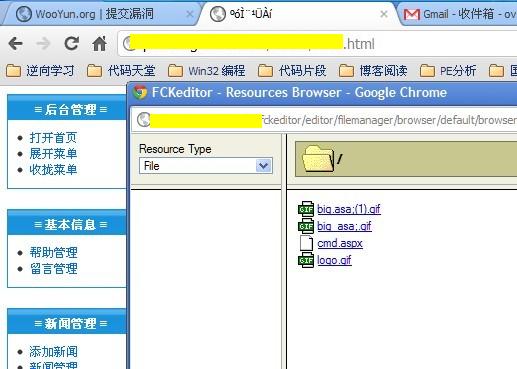 WooYun.org | 提交漏洞
ºóÌ¨¹ÜÀí
Gmail - 收件箱 - ov
.html
逆向学习
代码天堂
Win32 编程
代码片段
博客阅读
PE分析
FCKeditor - Resources Browser - Google Chrome
fckeditor/editor/filemanager/browser/default/browser
= 后台管理 =
打开首页
展开菜单
收拢菜单
= 基本信息 =
帮助管理
留言管理
= 新闻管理 =
添加新闻
新闻管理
Resource Type
File
/
GIF big.asa;(1).gif
GIF big_asa;.gif
cmd.aspx
GIF logo.gif